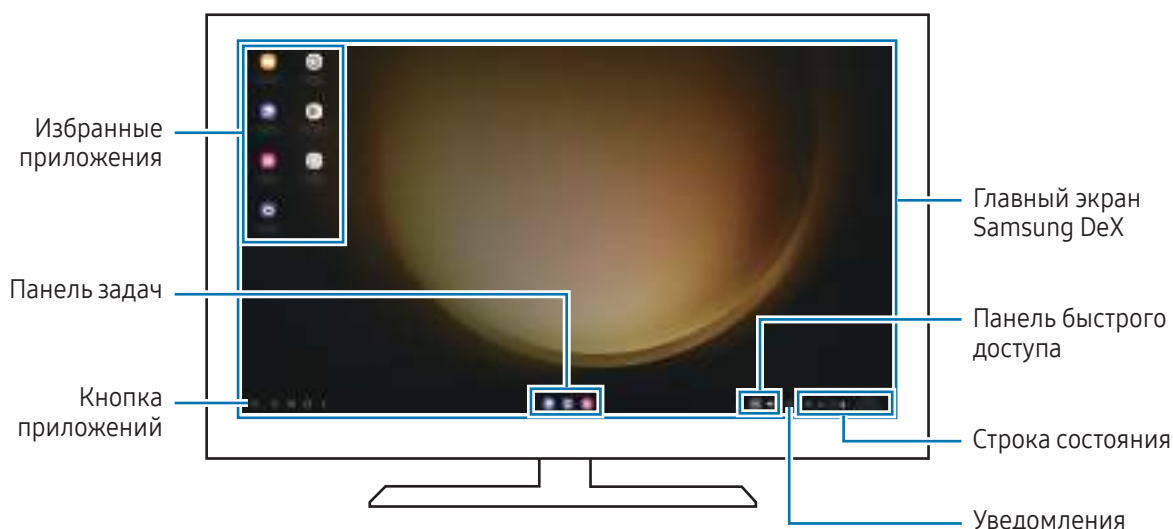 Избранные
приложения
Панель задач
Кнопка
приложений
Главный экран
Samsung DeX
Панель быстрого
доступа
Строка состояния
Уведомления